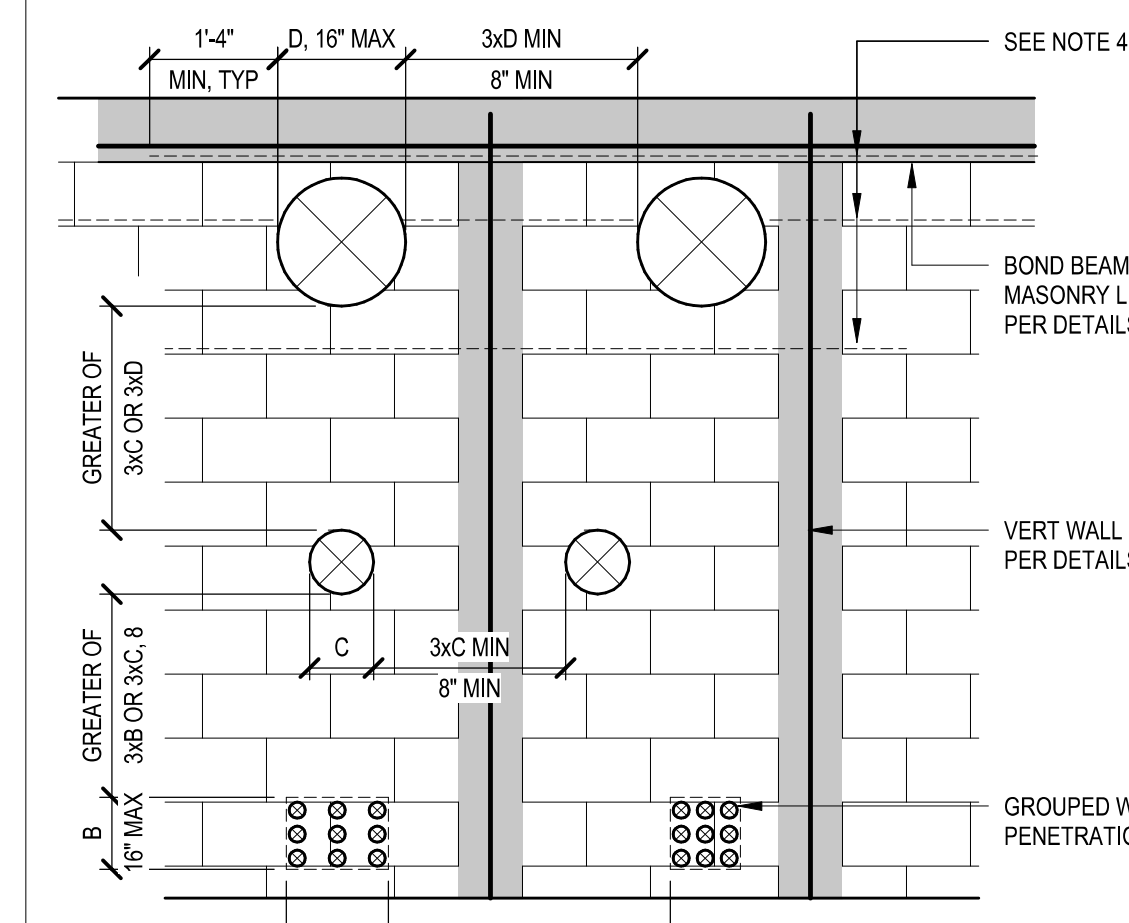 1'-4"
MIN, TYP
D, 16" MAX
3xD MIN
8" MIN
SEE NOTE 4
BOND BEAM
MASONRY L
PER DETAILS
GREATER OF
3xC OR 3xD
VERT WALL
PER DETAILS
GREATER OF
3xB OR 3xC, 8
C
3xC MIN
8" MIN
B
16" MAX
GROUPED W
PENETRATIO